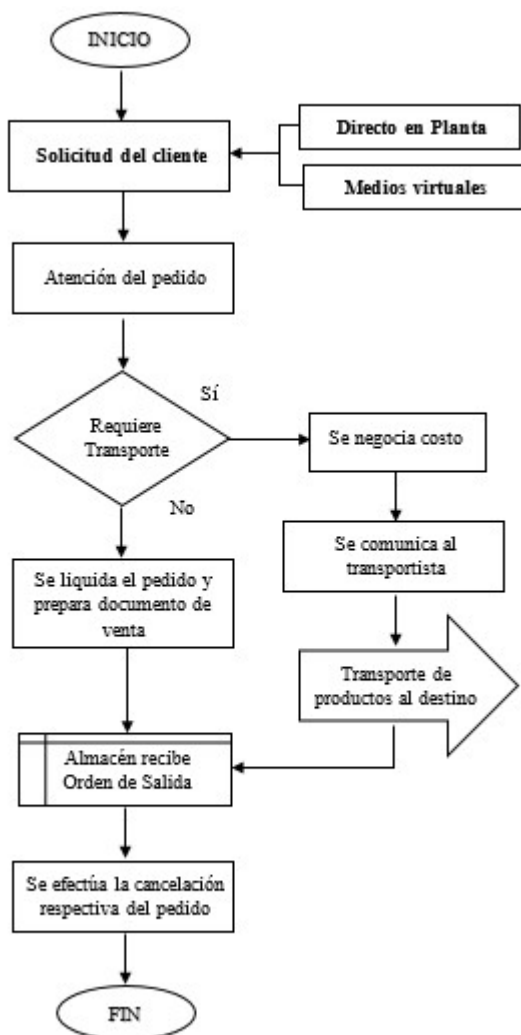 INICIO
Solicitud del cliente
Directo en Planta
Medios virtuales
Atención del pedido
Requiere
Transporte
Sí
No
Se negocia costo
Se comunica al
transportista
Se liquida el pedido y
prepara documento de
venta
Transporte de
productos al destino
Almacén recibe
Orden de Salida
Se efectúa la cancelación
respectiva del pedido
FIN